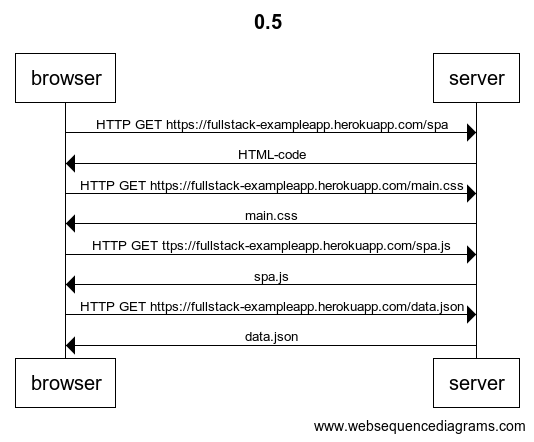 0.5
browser
server
HTTP GET https://fullstack-exampleapp.herokuapp.com/spa
HTML-code
HTTP GET https://fullstack-exampleapp.herokuapp.com/main.css
main.css
HTTP GET ttps://fullstack-exampleapp.herokuapp.com/spa.js
spa.js
HTTP GET https://fullstack-exampleapp.herokuapp.com/data.json
data.json
browser
server
www.websequencediagrams.com